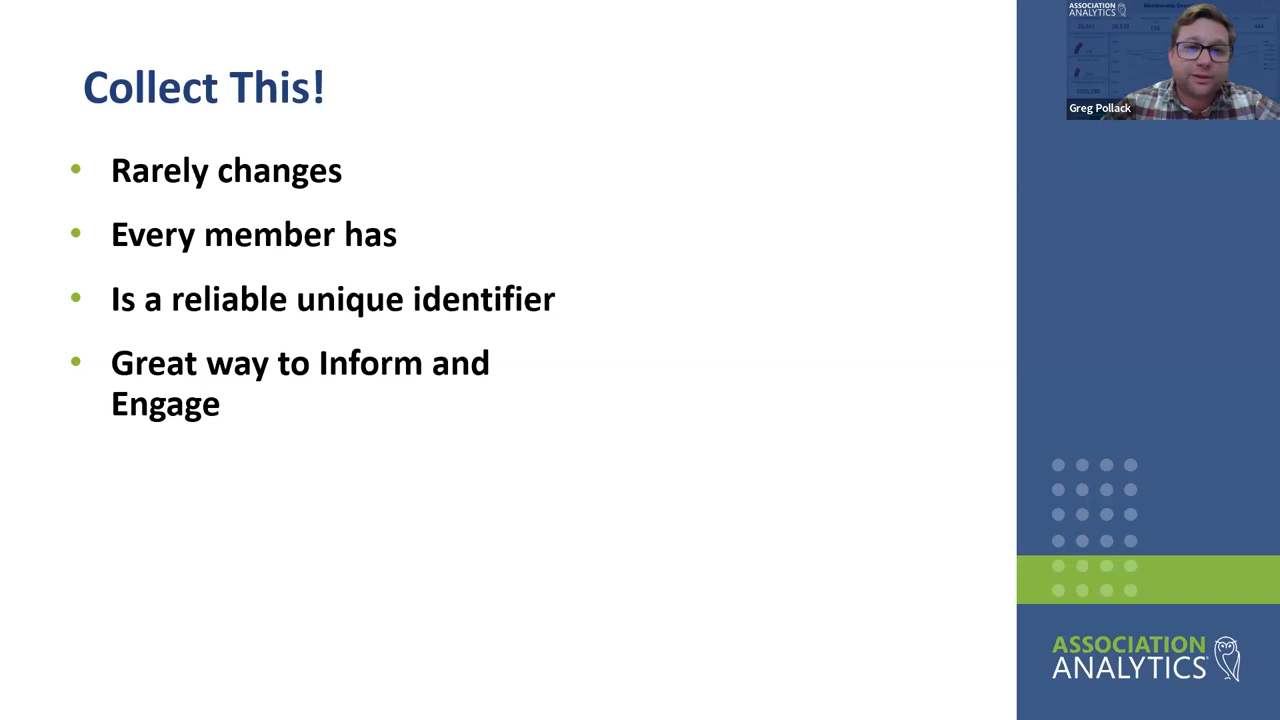 Collect This!
• Rarely changes
• Every member has
• Is a reliable unique identifier
• Great way to Inform and
Engage
ASSOCIATION
ANALYTICS
Greg Pollack
ASSOCIATION
ANALYTICS